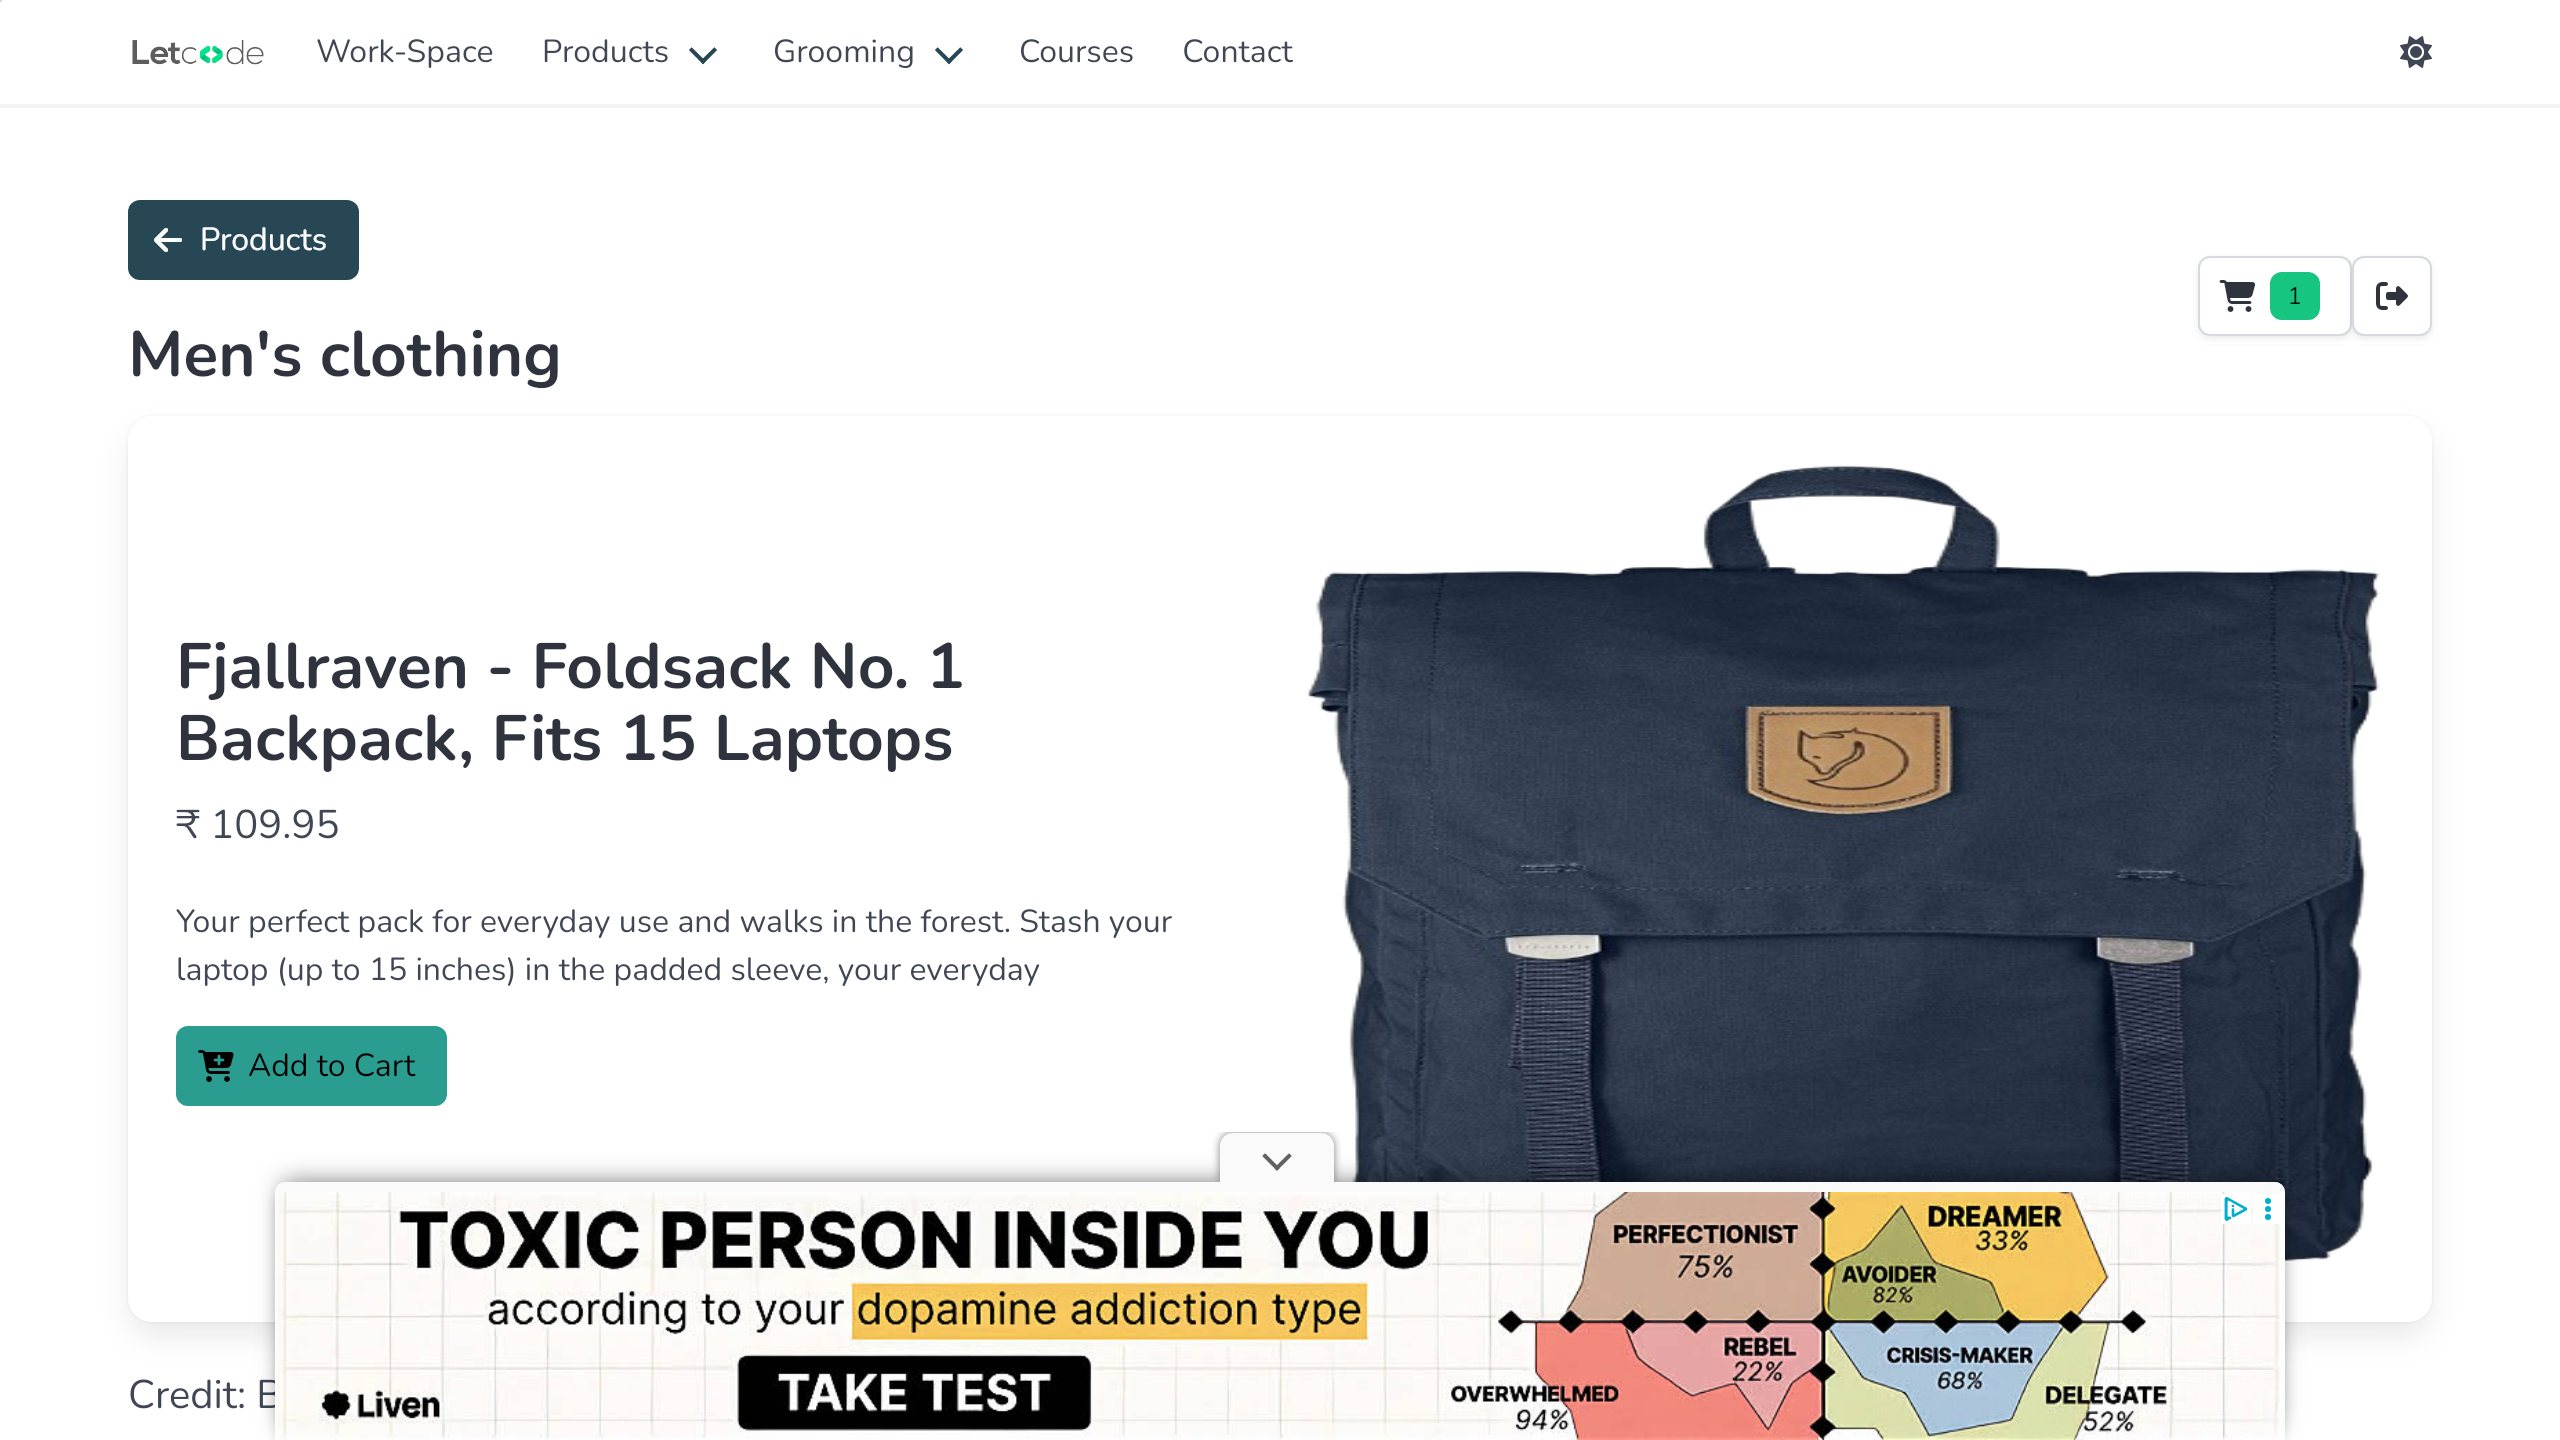 Letcode
Work-Space
Products
Grooming
Courses
Contact
Products
1
Men's clothing
Fjallraven - Foldsack No. 1
Backpack, Fits 15 Laptops
₹ 109.95
Your perfect pack for everyday use and walks in the forest. Stash your
laptop (up to 15 inches) in the padded sleeve, your everyday
Add to Cart
TOXIC PERSON INSIDE YOU
according to your dopamine addiction type
TAKE TEST
Liven
PERFECTIONIST
75%
DREAMER
33%
AVOIDER
82%
REBEL
22%
CRISIS-MAKER
68%
OVERWHELMED
94%
DELEGATE
52%
Credit: